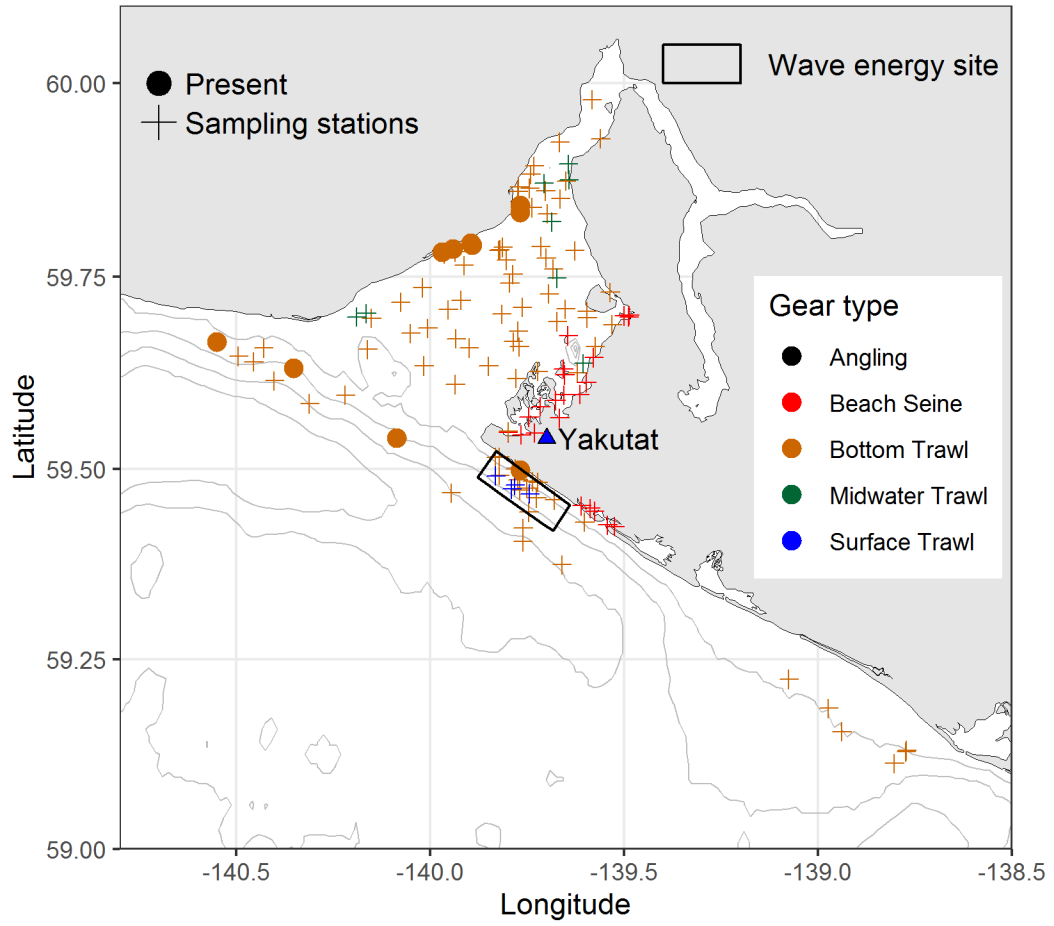 Present
Sampling stations
Wave energy site
60.00
59.75
59.50
59.25
59.00
Latitude
Gear type
Angling
Beach Seine
Bottom Trawl
Midwater Trawl
Surface Trawl
Yakutat
-140.5
-140.0
-139.5
-139.0
-138.5
Longitude